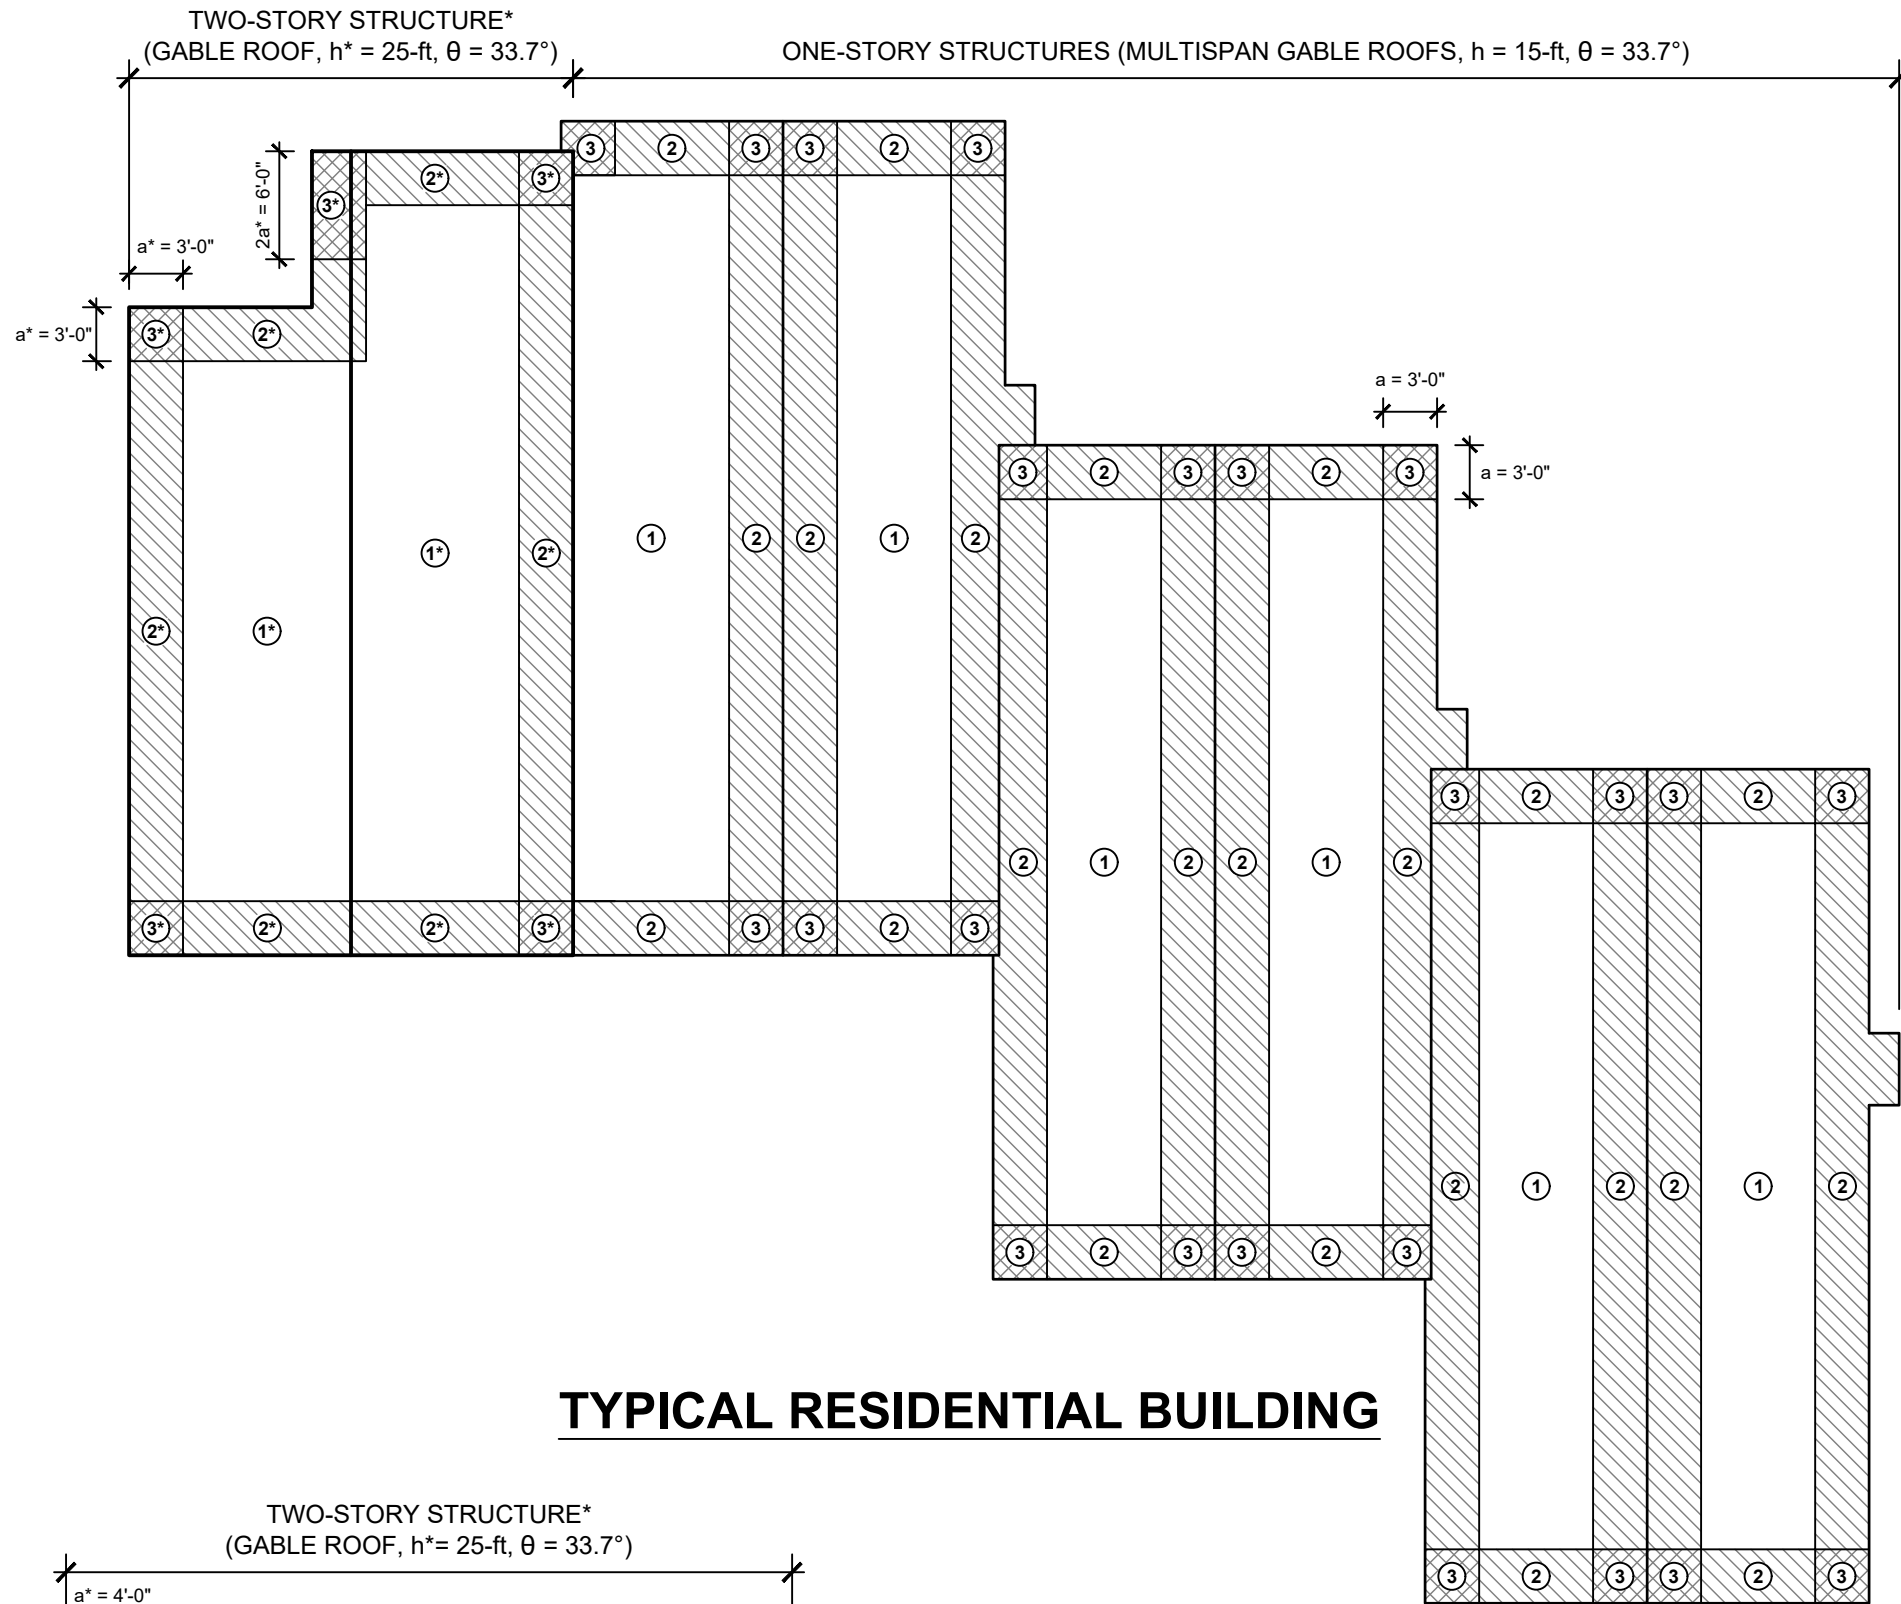 TWO-STORY STRUCTURE*
(GABLE ROOF, h* = 25-ft, θ = 33.7°)
ONE-STORY STRUCTURES (MULTISPAN GABLE ROOFS, h = 15-ft, θ = 33.7°)
3 2 3 3 2 3
2* 3*
3*
2a* = 6'-0"
a* = 3'-0"
a* = 3'-0"
3* 2*
a = 3'-0"
a = 3'-0"
3 2 3 3 2 3
1* 2* 1 2 2 1 2
2* 1*
3 2 3 3 2 3
2 1 2 2 1 2
3* 2* 2* 3* 2 3 3 2 3
2 1 2 2 1 2
3 2 3 3 2 3
TYPICAL RESIDENTIAL BUILDING
TWO-STORY STRUCTURE*
(GABLE ROOF, h*= 25-ft, θ = 33.7°)
3 2 3 3 2 3
a* = 4'-0"